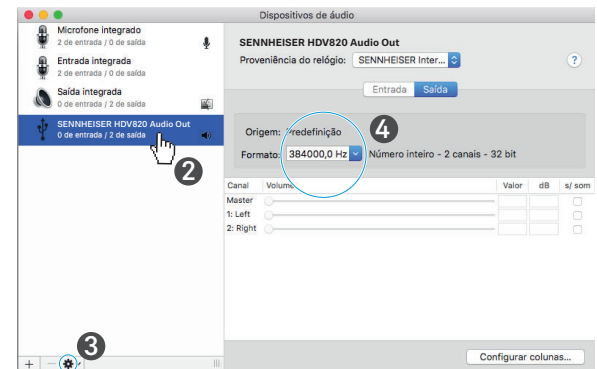 Dispositivos de áudio
Microfone integrado
2 de entrada / 0 de saída
Entrada integrada
2 de entrada / 0 de saída
Saída integrada
0 de entrada / 2 de saída
SENNHEISER HDV820 Audio Out
0 de entrada / 2 de saída
2
3
+ −
SENNHEISER HDV820 Audio Out
Proveniência do relógio: SENNHEISER Inter... ?
Entrada Saída
Origem: Predefinição
4
Formato: 384000,0 Hz Número inteiro - 2 canais - 32 bit
Canal Volume Valor dB s/ som
Master
1: Left
2: Right
Configurar colunas...